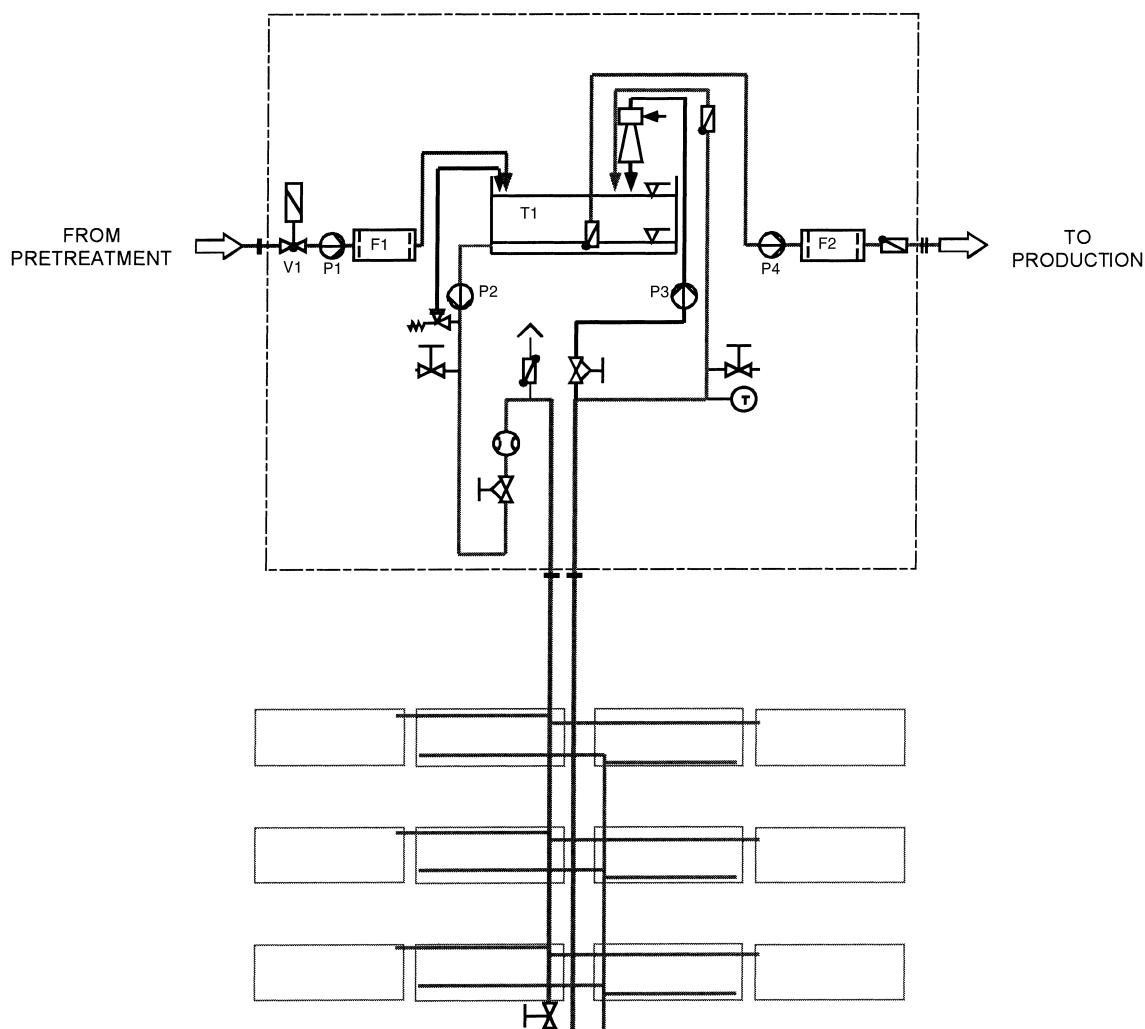 T1
FROM
PRETREATMENT
V1
P1
F1
P4
F2
TO
PRODUCTION
P2
P3
T